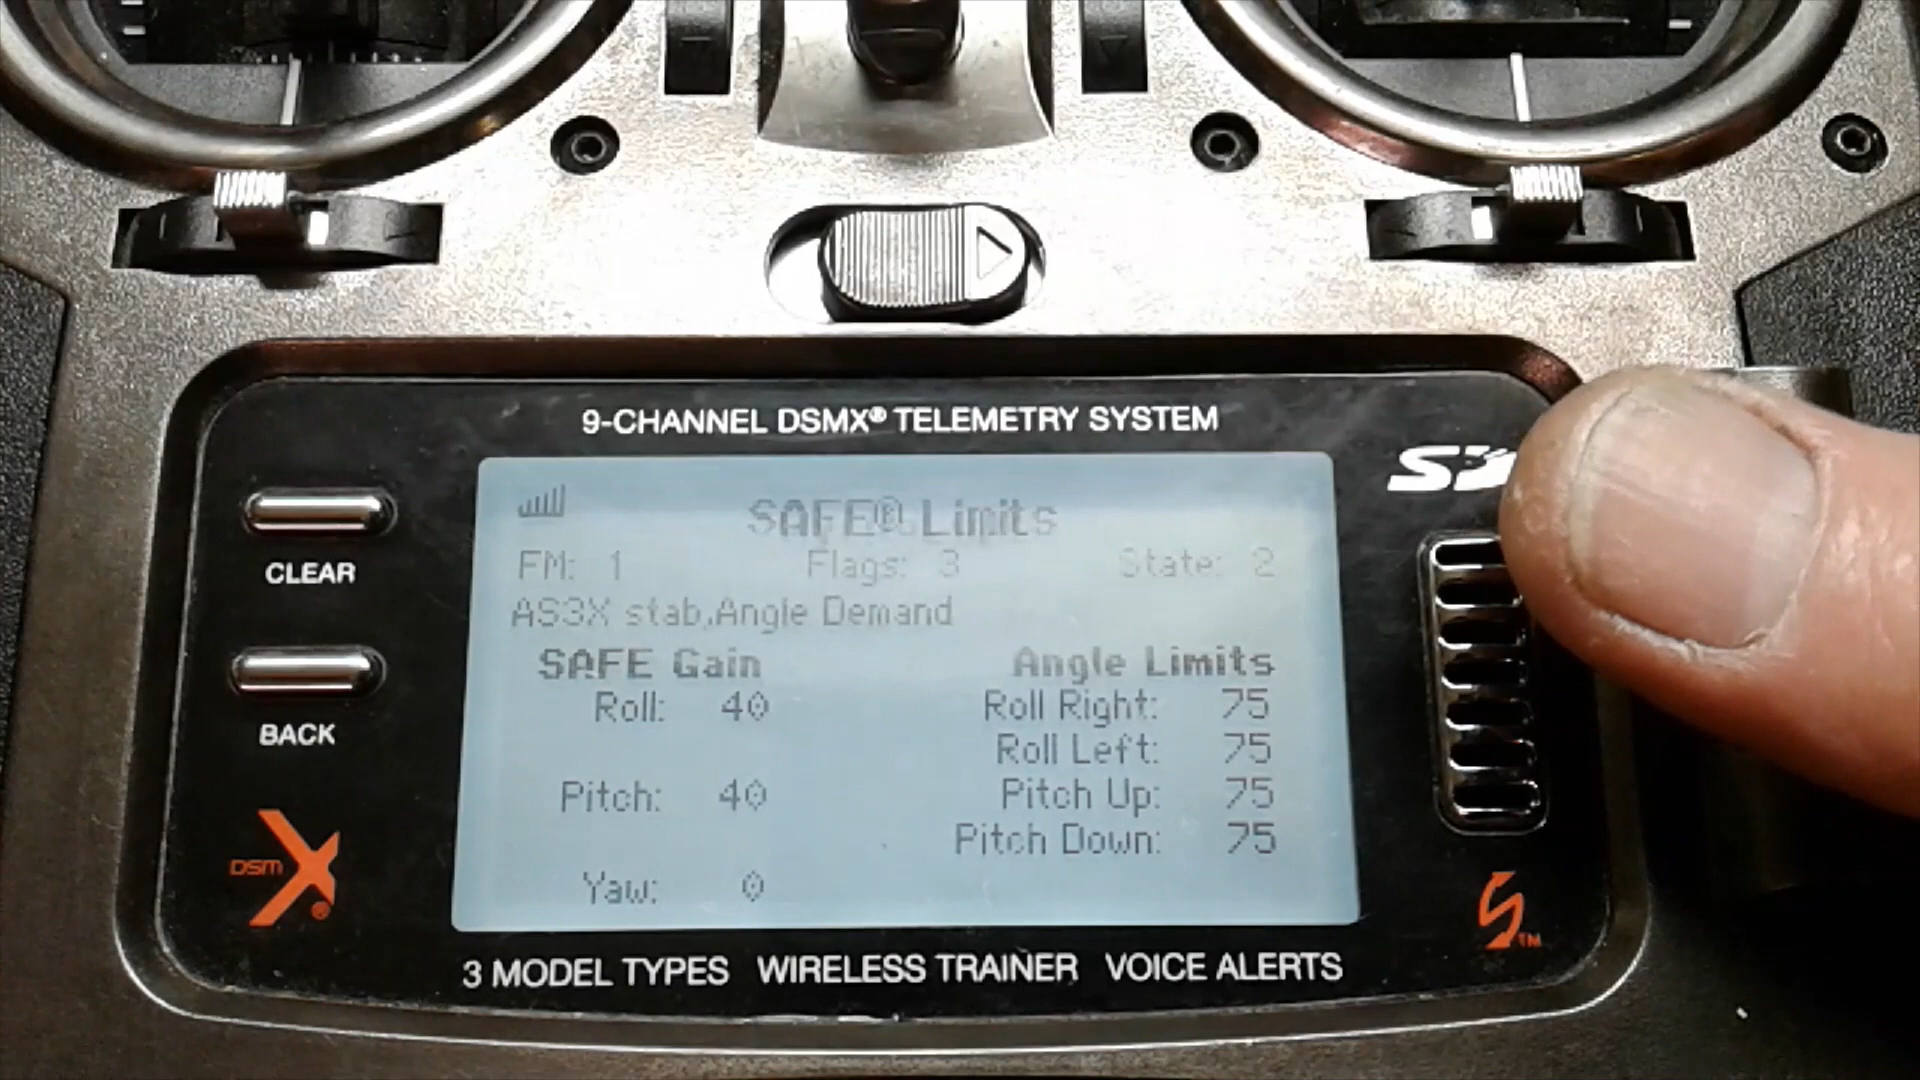 9-CHANNEL DSMX® TELEMETRY SYSTEM
SAFE® Limits
FM: 1 Flags: 3 State: 2
AS3X stab,Angle Demand
SAFE Gain Angle Limits
Roll: 40 Roll Right: 75
Roll Left: 75
Pitch: 40 Pitch Up: 75
Pitch Down: 75
Yaw: 0
CLEAR
BACK
DSM X®
TM
3 MODEL TYPES WIRELESS TRAINER VOICE ALERTS